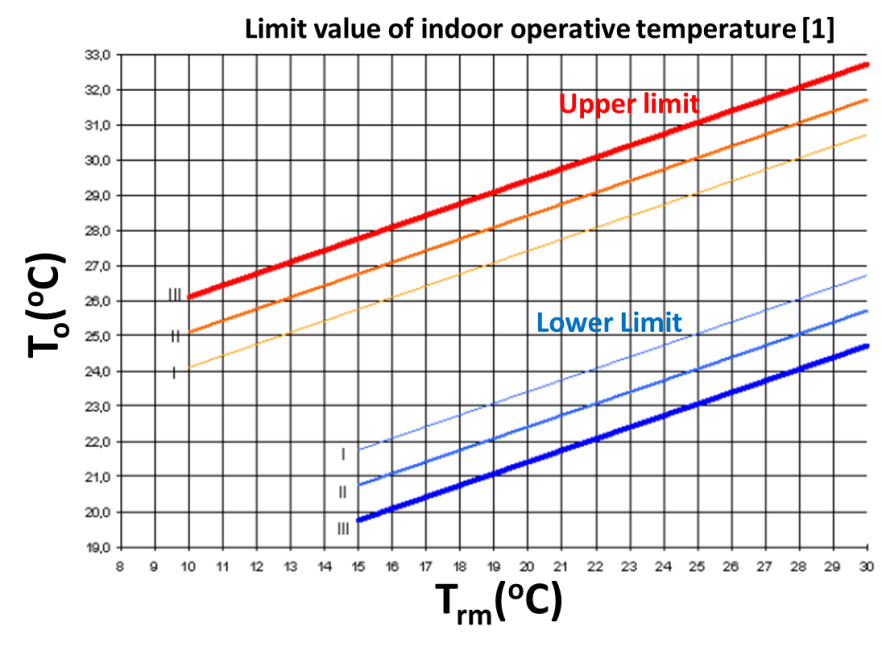 Limit value of indoor operative temperature [1]
33,0
32,0
Upper limit
31,0
30,0
29,0
28,0
27,0
III
26,0
Lower Limit
II
25,0
I
24,0
23,0
22,0
I
21,0
II
20,0
III
19,0
To(oC)
8 9 10 11 12 13 14 15 16 17 18 19 20 21 22 23 24 25 26 27 28 29 30
Trm(oC)